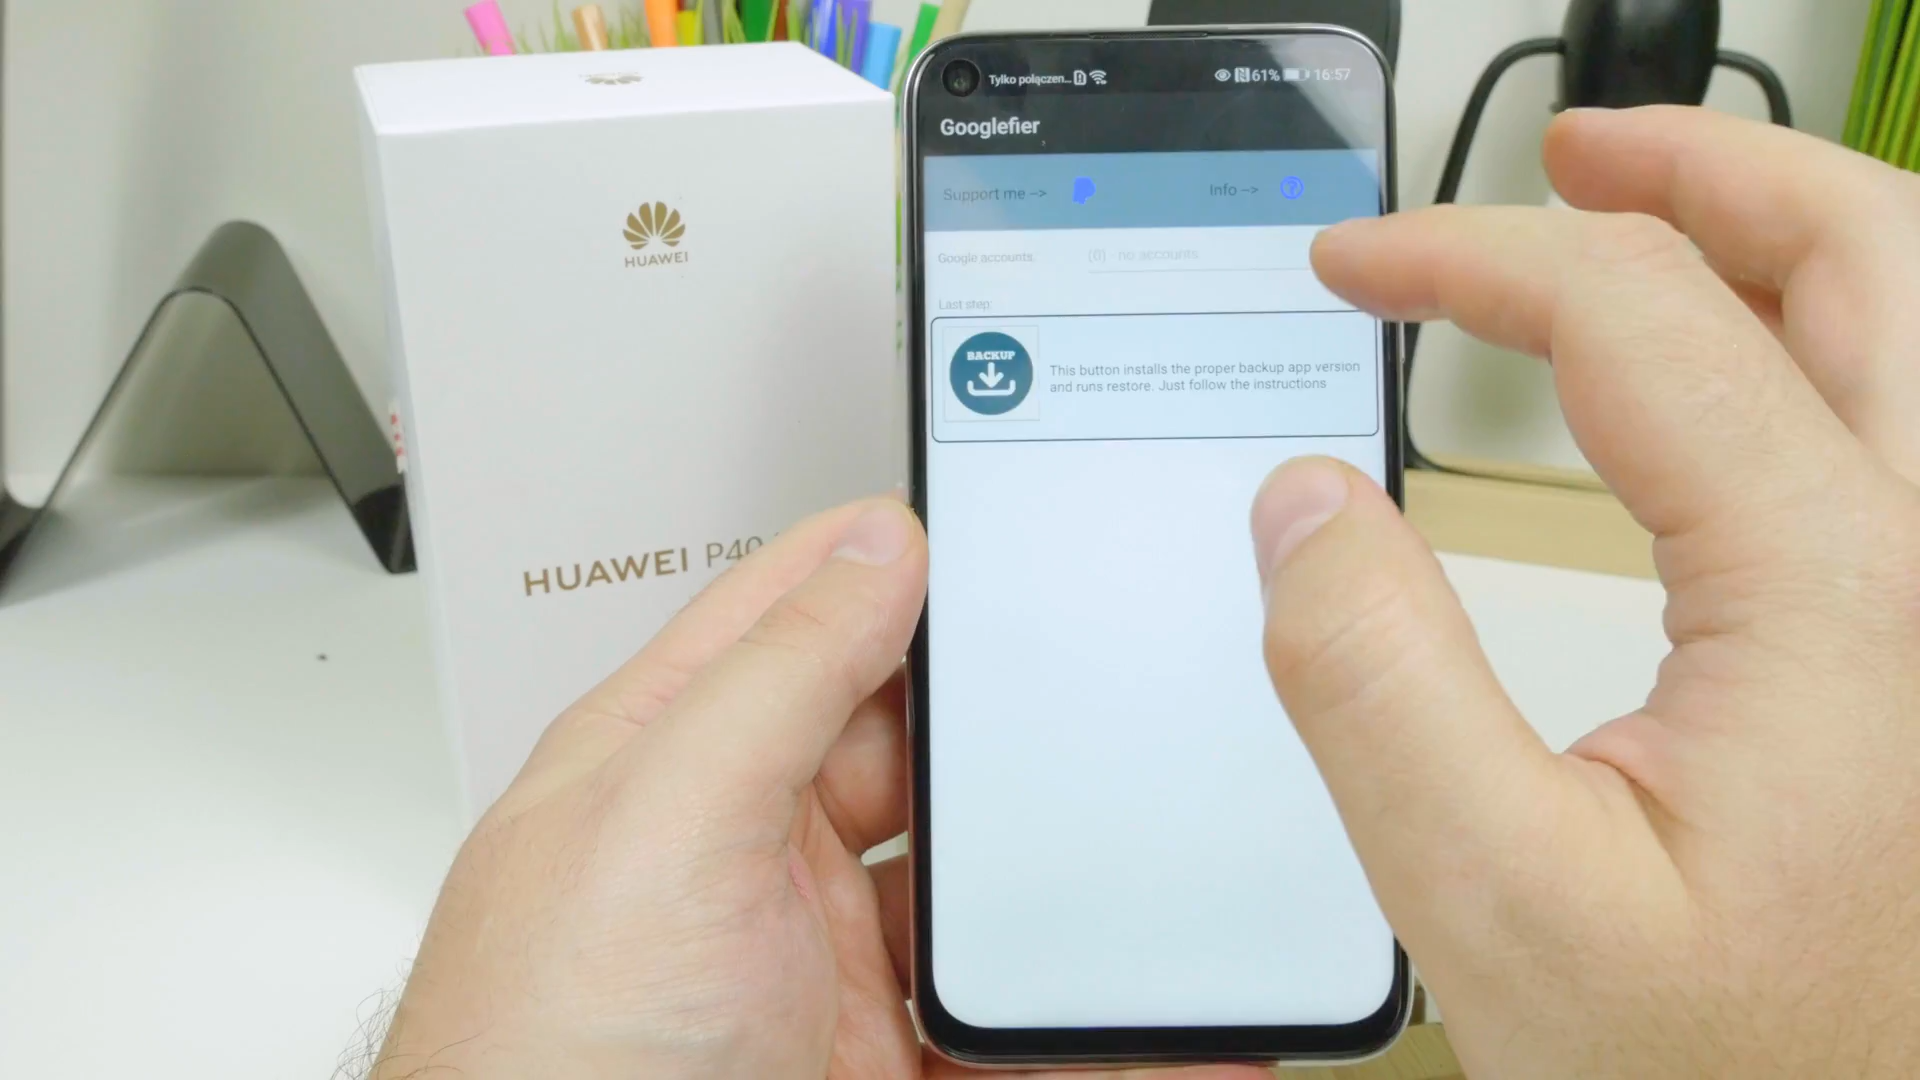 HUAWEI
HUAWEI P40
Tylko połączen...
61% 16:57
Googlefier
Support me -->
Info -->
Google accounts:
(0) - no accounts
Last step:
BACKUP
This button installs the proper backup app version
and runs restore. Just follow the instructions